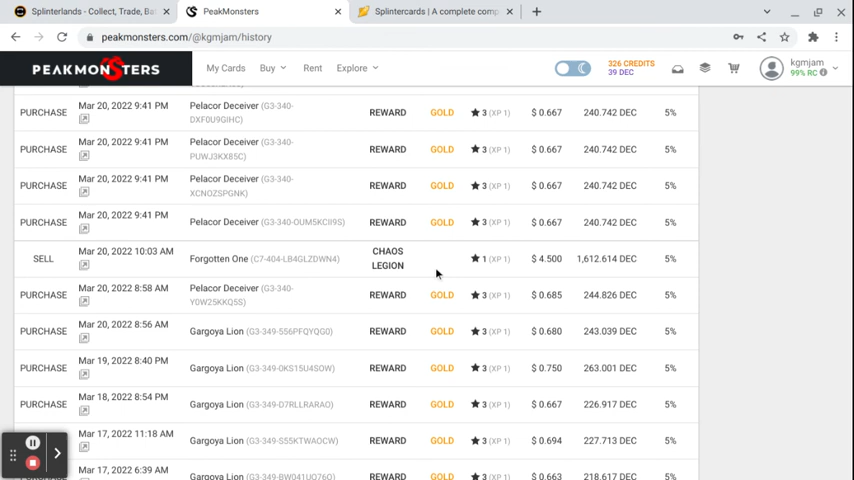 Splinterlands - Collect, Trade, Ba
PeakMonsters
Splintercards | A complete comp
peakmonsters.com/@kgmjam/history
PEAKMONSTERS
My Cards
Buy
Rent
Explore
326 CREDITS
39 DEC
kgmjam
99% RC
PURCHASE Mar 20, 2022 9:41 PM Pelacor Deceiver (G3-340-DXF0U9GIHC) REWARD GOLD 3 (XP 1) $ 0.667 240.742 DEC 5%
PURCHASE Mar 20, 2022 9:41 PM Pelacor Deceiver (G3-340-PUWJ3KX85C) REWARD GOLD 3 (XP 1) $ 0.667 240.742 DEC 5%
PURCHASE Mar 20, 2022 9:41 PM Pelacor Deceiver (G3-340-XCNOZSPGNK) REWARD GOLD 3 (XP 1) $ 0.667 240.742 DEC 5%
PURCHASE Mar 20, 2022 9:41 PM Pelacor Deceiver (G3-340-OUM5KCII9S) REWARD GOLD 3 (XP 1) $ 0.667 240.742 DEC 5%
SELL Mar 20, 2022 10:03 AM Forgotten One (C7-404-LB4GLZDWN4) CHAOS LEGION 1 (XP 1) $ 4.500 1,612.614 DEC 5%
PURCHASE Mar 20, 2022 8:58 AM Pelacor Deceiver (G3-340-Y0W25KKQ5S) REWARD GOLD 3 (XP 1) $ 0.685 244.826 DEC 5%
PURCHASE Mar 20, 2022 8:56 AM Gargoya Lion (G3-349-556PFQYQG0) REWARD GOLD 3 (XP 1) $ 0.680 243.039 DEC 5%
PURCHASE Mar 19, 2022 8:40 PM Gargoya Lion (G3-349-0KS15U4SOW) REWARD GOLD 3 (XP 1) $ 0.750 263.001 DEC 5%
PURCHASE Mar 18, 2022 8:54 PM Gargoya Lion (G3-349-D7RLLRARAO) REWARD GOLD 3 (XP 1) $ 0.667 226.917 DEC 5%
PURCHASE Mar 17, 2022 11:18 AM Gargoya Lion (G3-349-S55KTWAOCW) REWARD GOLD 3 (XP 1) $ 0.694 227.713 DEC 5%
Mar 17, 2022 6:39 AM Gargoya Lion (G3-349-BW041UO76O) REWARD GOLD 3 (XP 1) $ 0.663 218.617 DEC 5%